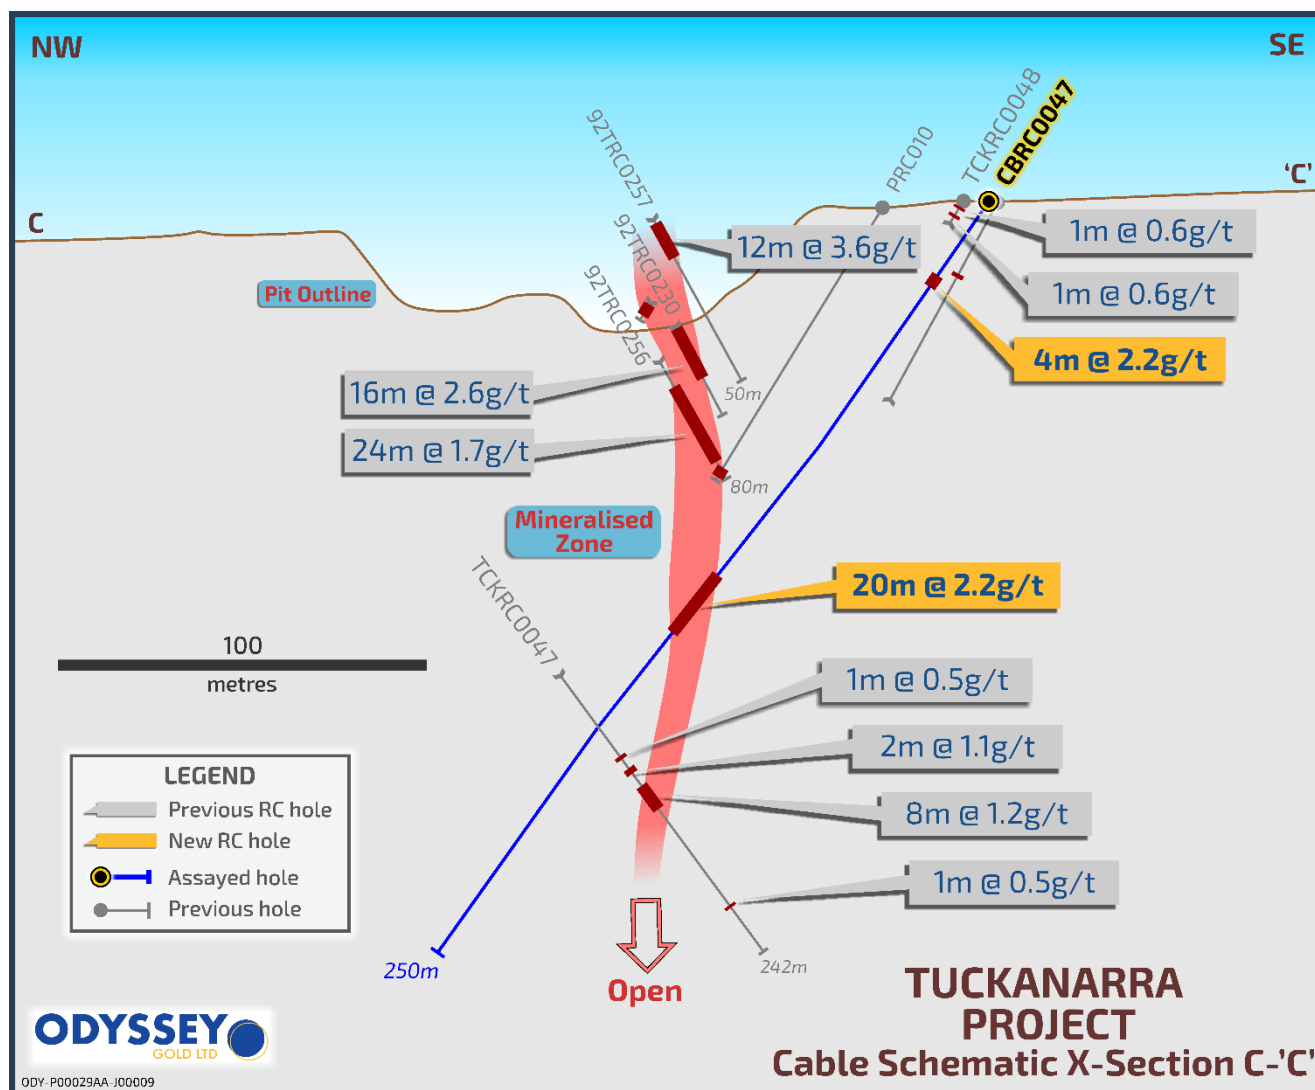 NW
SE
C
'C'
92TRC0257
92TRC0230
92TRC0256
PRC010
TCKRC0048
CBRC0047
Pit Outline
12m @ 3.6g/t
1m @ 0.6g/t
1m @ 0.6g/t
4m @ 2.2g/t
16m @ 2.6g/t
24m @ 1.7g/t
50m
80m
Mineralised
Zone
20m @ 2.2g/t
TCKRC0047
100
metres
1m @ 0.5g/t
2m @ 1.1g/t
8m @ 1.2g/t
1m @ 0.5g/t
LEGEND
Previous RC hole
New RC hole
Assayed hole
Previous hole
250m
242m
Open
TUCKANARRA
PROJECT
Cable Schematic X-Section C-'C'
ODYSSEY
GOLD LTD
ODY-P00029AA-J00009